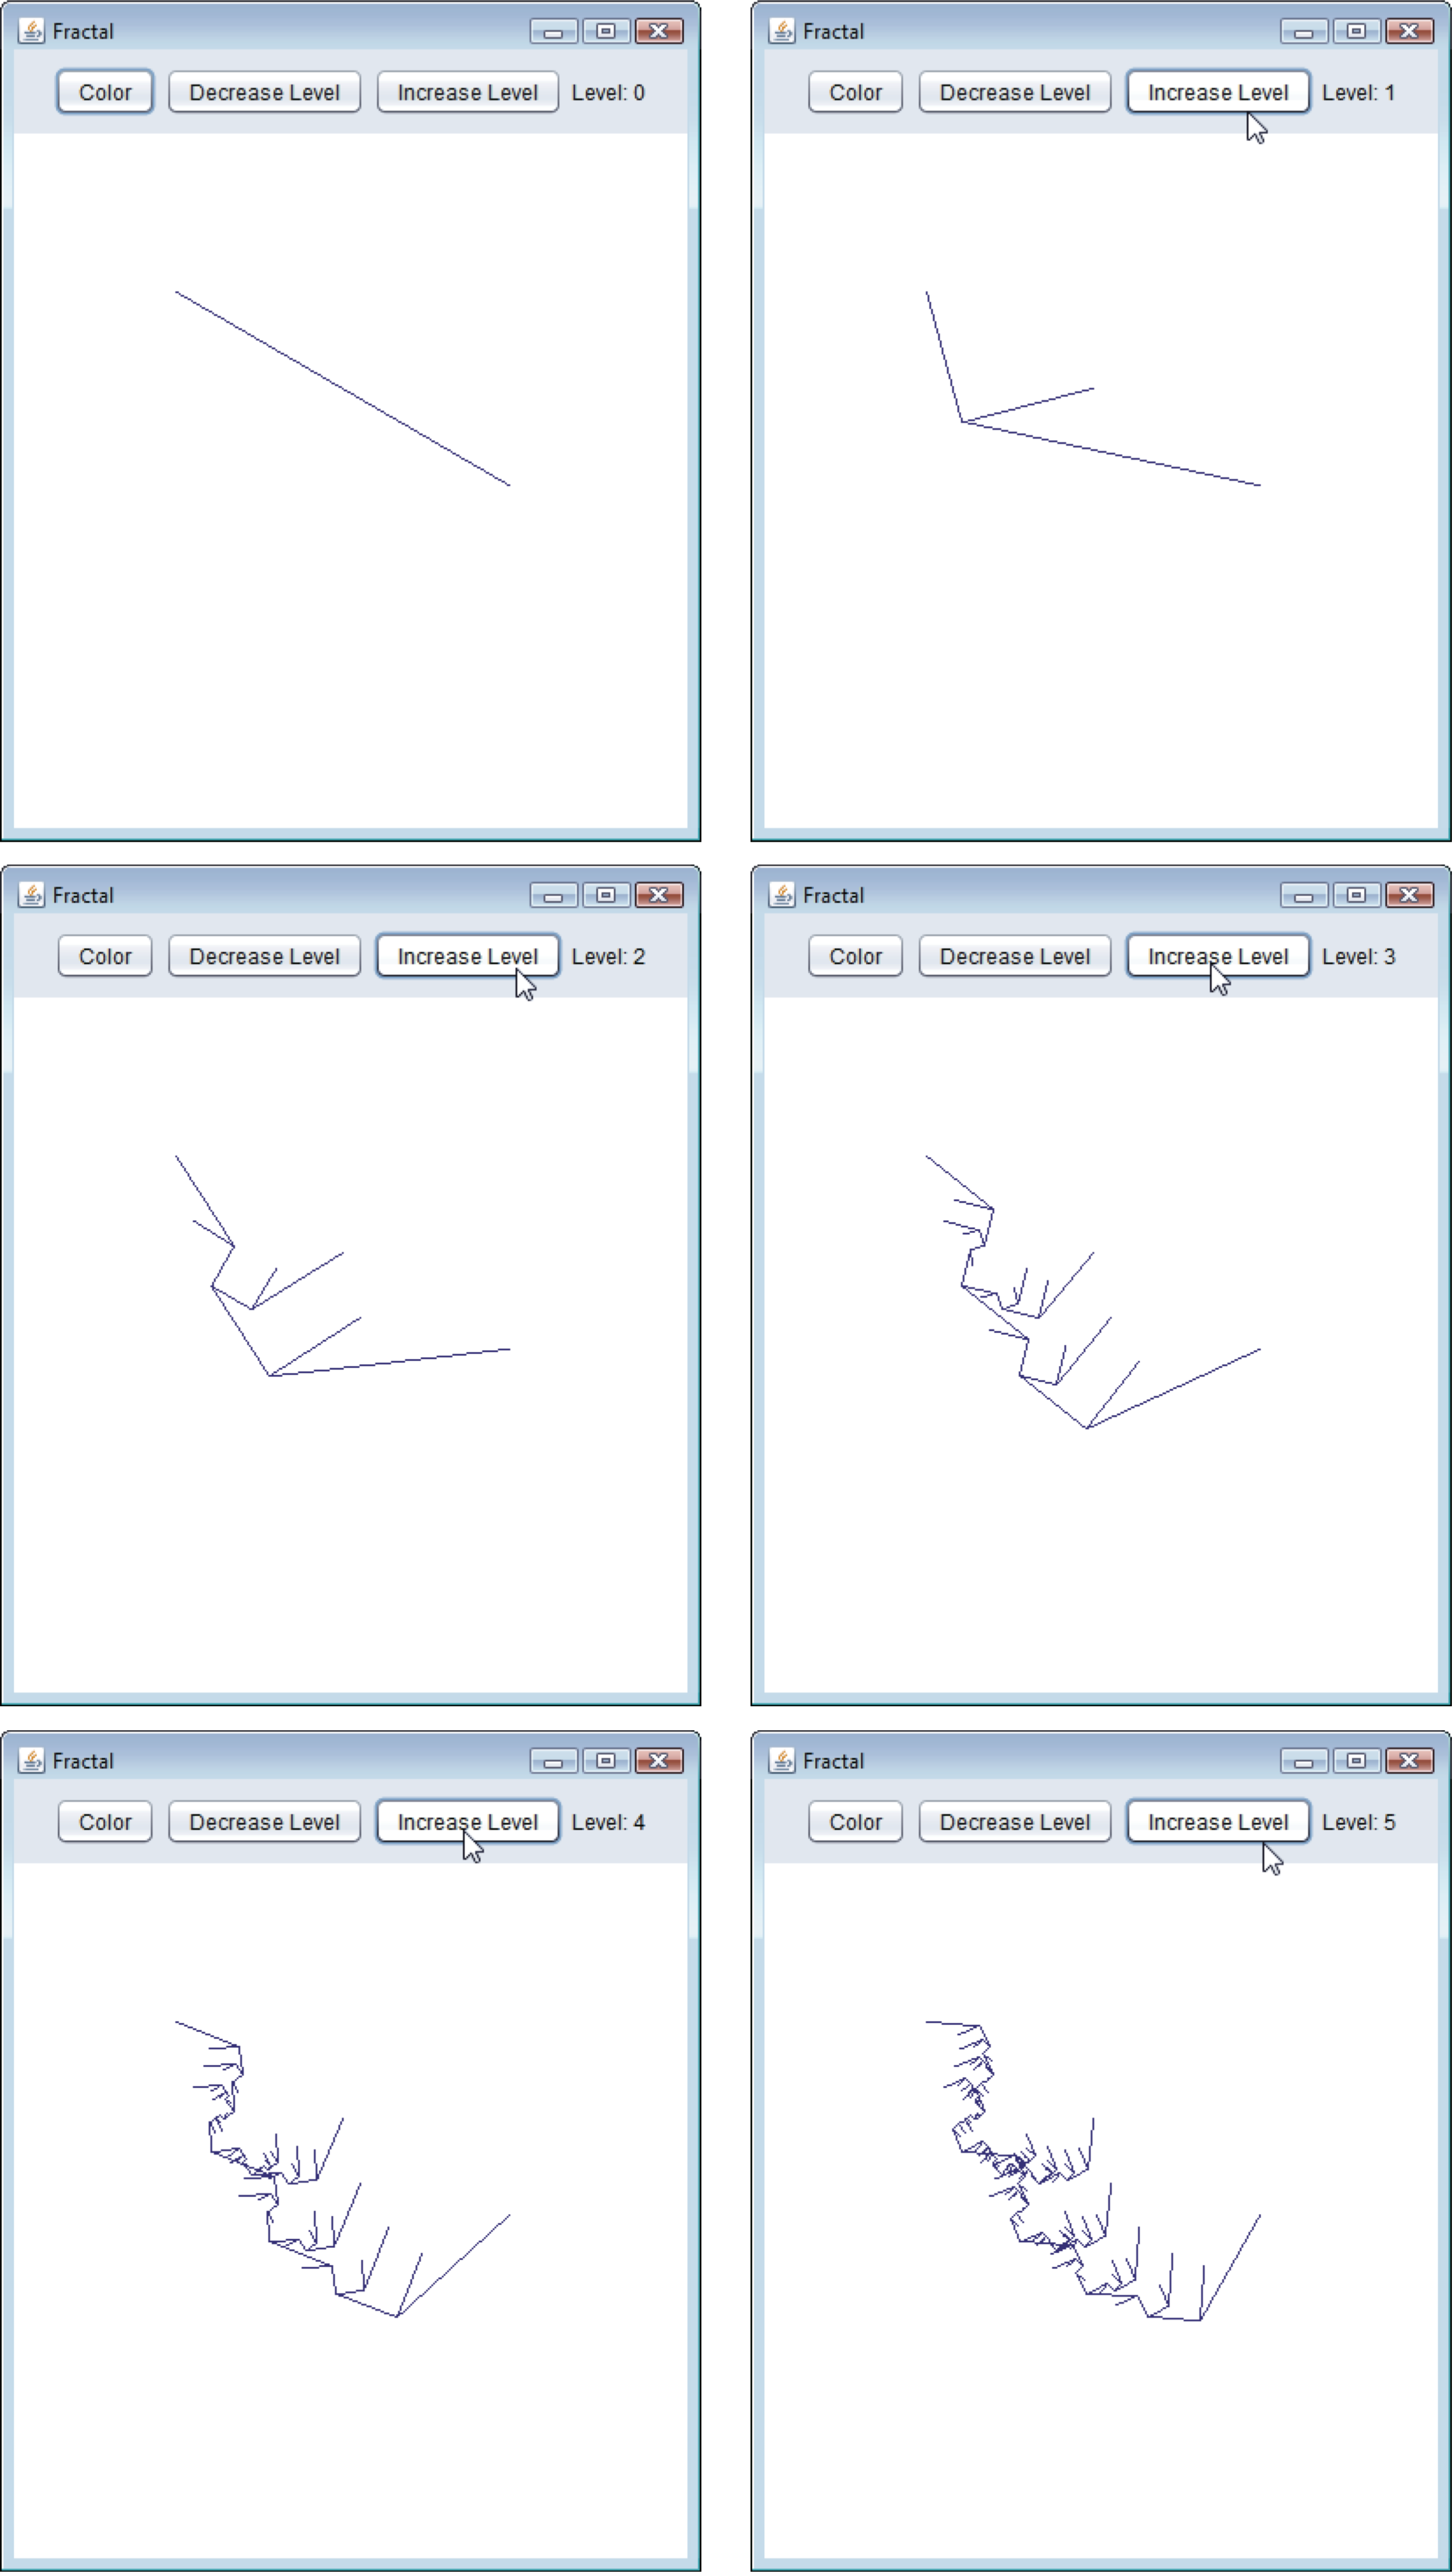 Fractal
Color Decrease Level Increase Level Level: 0
Fractal
Color Decrease Level Increase Level Level: 1
Fractal
Color Decrease Level Increase Level Level: 2
Fractal
Color Decrease Level Increase Level Level: 3
Fractal
Color Decrease Level Increase Level Level: 4
Fractal
Color Decrease Level Increase Level Level: 5